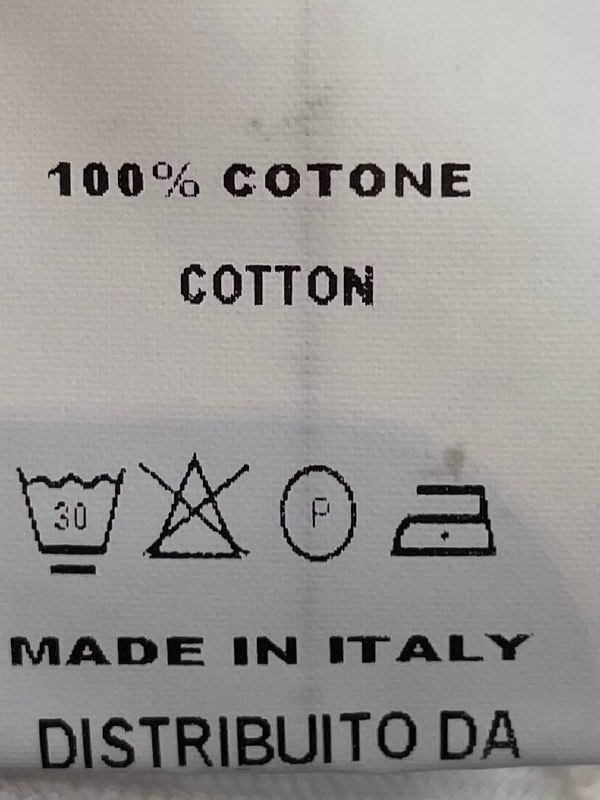 100% COTONE
COTTON
30 P
MADE IN ITALY
DISTRIBUITO DA